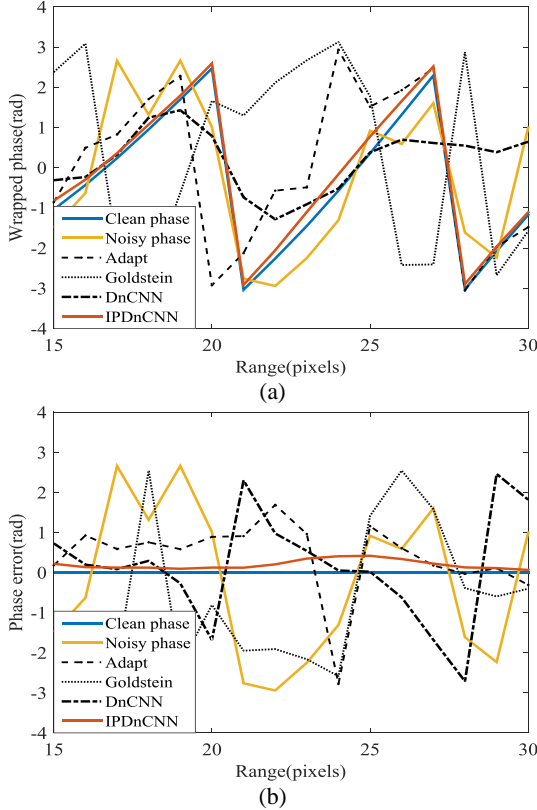 4
3
2
1
0
-1
-2
-3
-4
Wrapped phase(rad)
Clean phase
Noisy phase
Adapt
Goldstein
DnCNN
IPDnCNN
15
20
25
30
Range(pixels)
(a)
4
3
2
1
0
-1
-2
-3
-4
Phase error(rad)
Clean phase
Noisy phase
Adapt
Goldstein
DnCNN
IPDnCNN
15
20
25
30
Range(pixels)
(b)